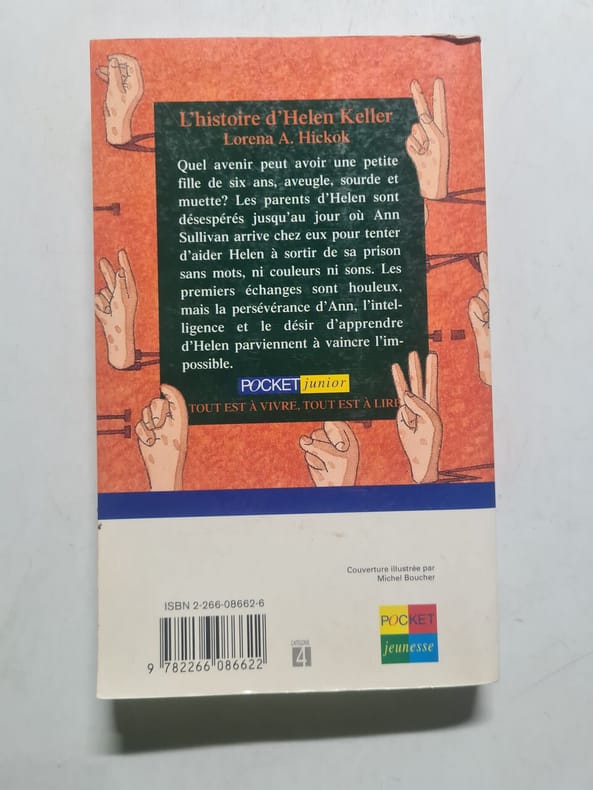 L'histoire d'Helen Keller
Lorena A. Hickok
Quel avenir peut avoir une petite
fille de six ans, aveugle, sourde et
muette? Les parents d'Helen sont
désespérés jusqu'au jour où Ann
Sullivan arrive chez eux pour tenter
d'aider Helen à sortir de sa prison
sans mots, ni couleurs ni sons. Les
premiers échanges sont houleux,
mais la persévérance d'Ann, l'intel-
ligence et le désir d'apprendre
d'Helen parviennent à vaincre l'im-
possible.
POCKET junior
TOUT EST À VIVRE, TOUT EST À LIRE
Couverture illustrée par
Michel Boucher
ISBN 2-266-08662-6
9 782266 086622
CATÉGORIE
4
POCKET
jeunesse